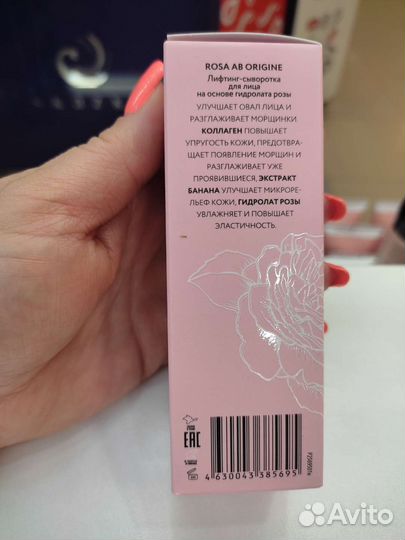 ROSA AB ORIGINE
Лифтинг-сыворотка
для лица
на основе гидролата розы
УЛУЧШАЕТ ОВАЛ ЛИЦА И
РАЗГЛАЖИВАЕТ МОРЩИНКИ.
КОЛЛАГЕН ПОВЫШАЕТ
УПРУГОСТЬ КОЖИ, ПРЕДОТВРА-
ЩАЕТ ПОЯВЛЕНИЕ МОРЩИН И
РАЗГЛАЖИВАЕТ УЖЕ
ПРОЯВИВШИЕСЯ, ЭКСТРАКТ
БАНАНА УЛУЧШАЕТ МИКРОРЕ-
ЛЬЕФ КОЖИ, ГИДРОЛАТ РОЗЫ
УВЛАЖНЯЕТ И ПОВЫШАЕТ
ЭЛАСТИЧНОСТЬ.
EAC
4 630043 385695
Avito